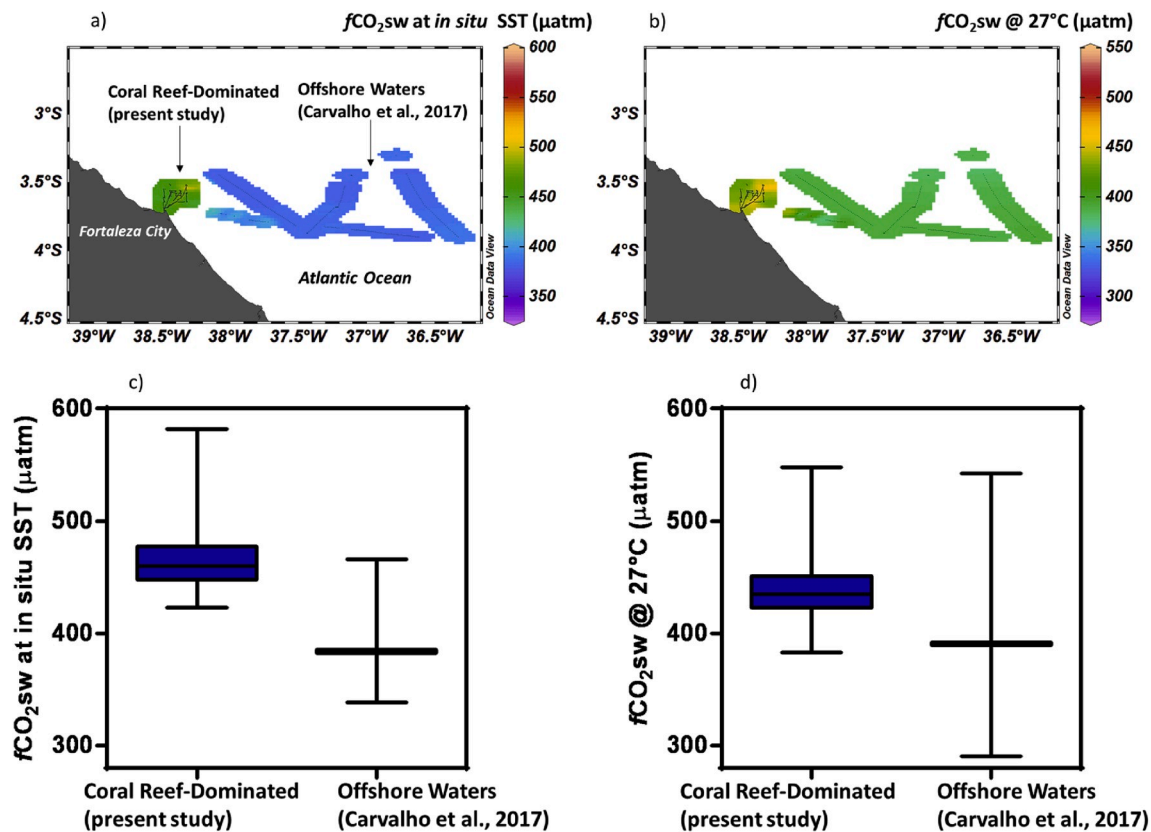 a)
fCO₂sw at in situ SST (µatm)
600
550
500
450
400
350
Ocean Data View
3°S
3.5°S
4°S
4.5°S
39°W
38.5°W
38°W
37.5°W
37°W
36.5°W
Coral Reef-Dominated
(present study)
Offshore Waters
(Carvalho et al., 2017)
Fortaleza City
Atlantic Ocean
b)
fCO₂sw @ 27°C (µatm)
550
500
450
400
350
Ocean Data View
3°S
3.5°S
4°S
4.5°S
39°W
38.5°W
38°W
37.5°W
37°W
36.5°W
c)
fCO₂sw at in situ SST (µatm)
600
500
400
300
Coral Reef-Dominated
(present study)
Offshore Waters
(Carvalho et al., 2017)
d)
fCO₂sw @ 27°C (µatm)
600
500
400
300
Coral Reef-Dominated
(present study)
Offshore Waters
(Carvalho et al., 2017)